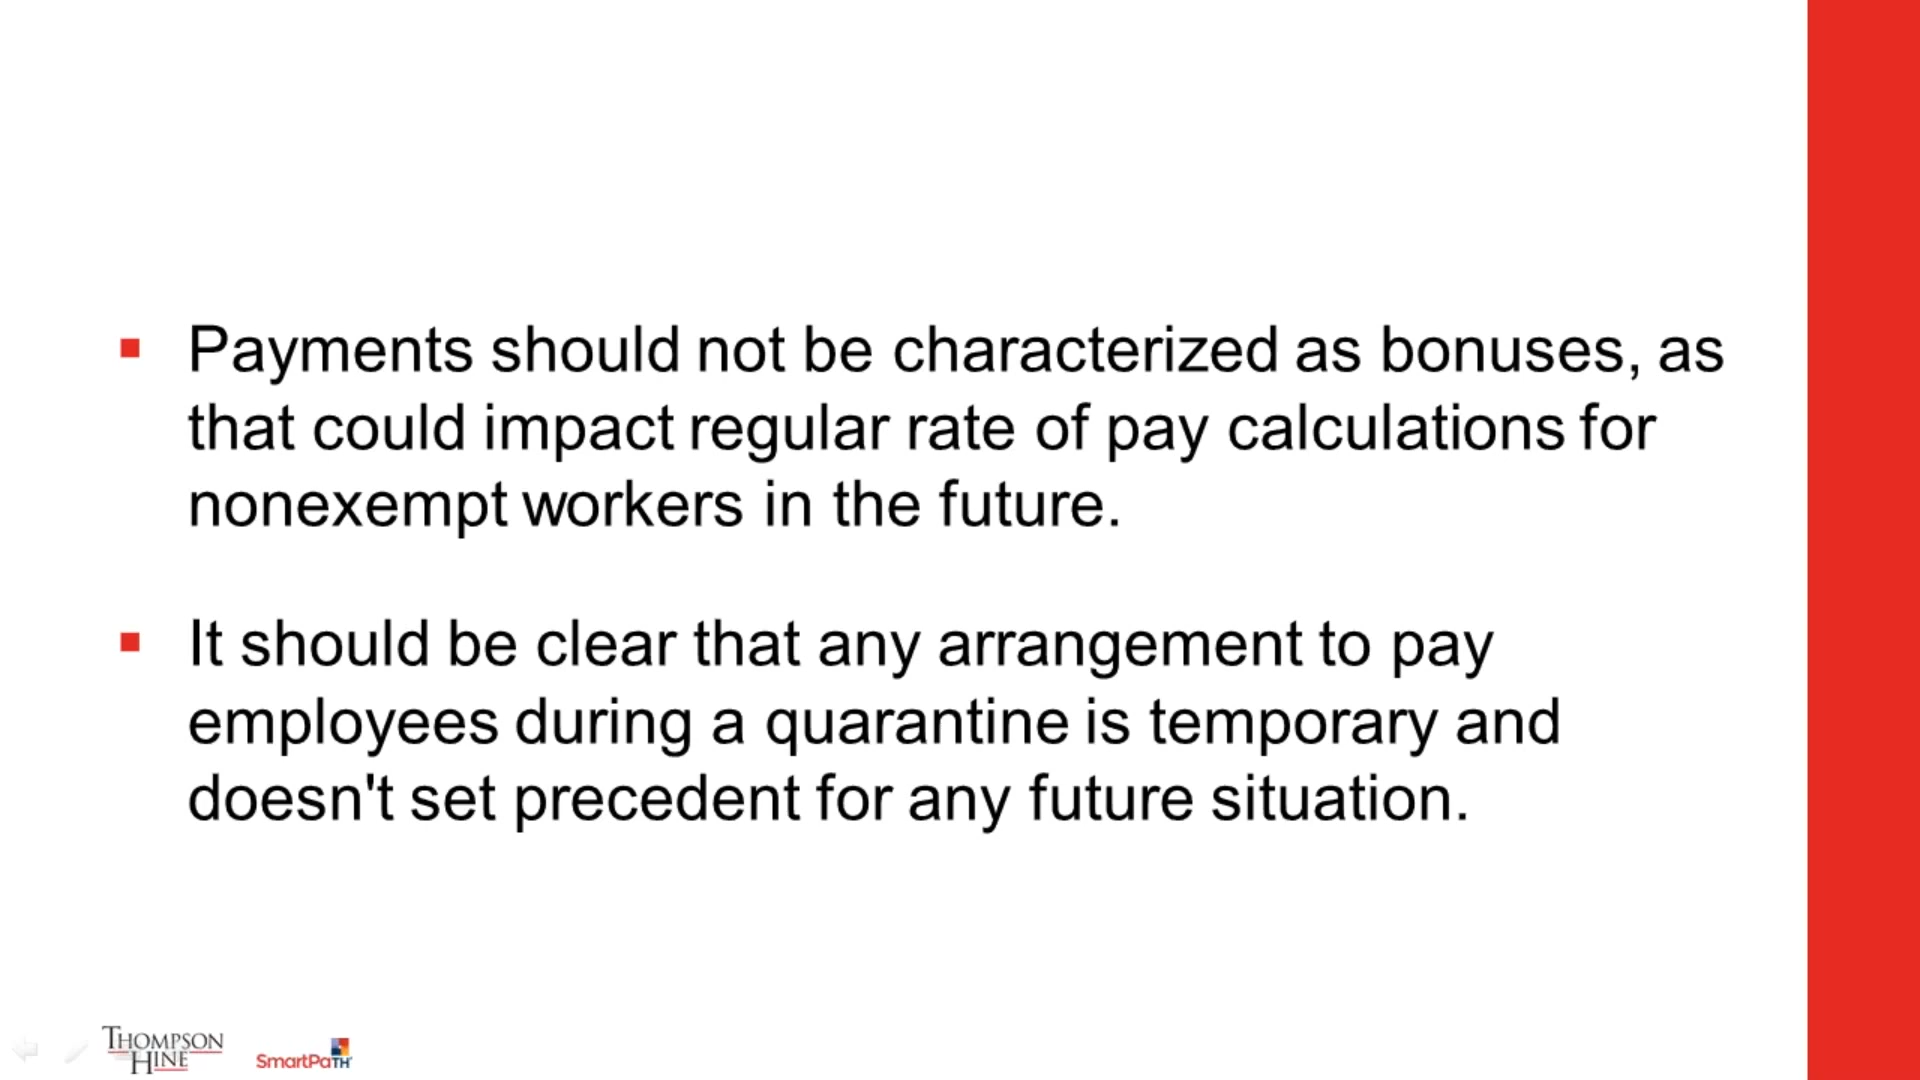 Payments should not be characterized as bonuses, as
that could impact regular rate of pay calculations for
nonexempt workers in the future.
It should be clear that any arrangement to pay
employees during a quarantine is temporary and
doesn't set precedent for any future situation.
THOMPSON
HINE
SmartPaTH